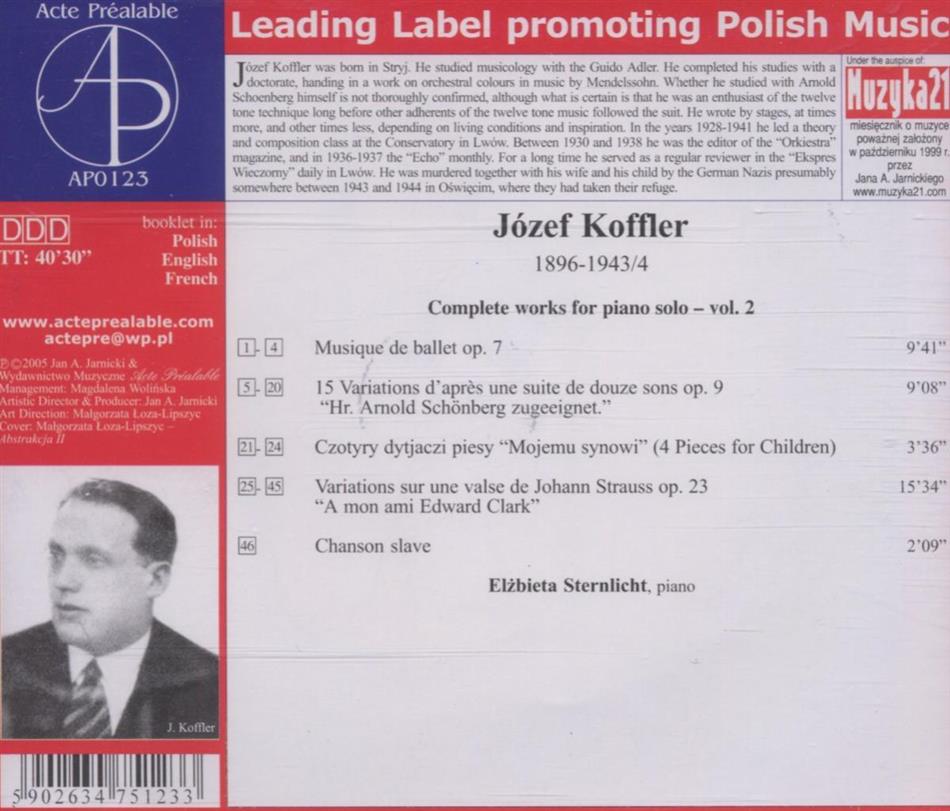 Acte Préalable
AP
AP0123
Leading Label promoting Polish Music
Józef Koffler was born in Stryj. He studied musicology with the Guido Adler. He completed his studies with a
doctorate, handing in a work on orchestral colours in music by Mendelssohn. Whether he studied with Arnold
Schoenberg himself is not thoroughly confirmed, although what is certain is that he was an enthusiast of the twelve
tone technique long before other adherents of the twelve tone music followed the suit. He wrote by stages, at times
more, and other times less, depending on living conditions and inspiration. In the years 1928-1941 he led a theory
and composition class at the Conservatory in Lwów. Between 1930 and 1938 he was the editor of the “Orkiestra”
magazine, and in 1936-1937 the “Echo” monthly. For a long time he served as a regular reviewer in the “Ekspres
Wieczorny” daily in Lwów. He was murdered together with his wife and his child by the German Nazis presumably
somewhere between 1943 and 1944 in Oświęcim, where they had taken their refuge.
Under the auspice of:
Muzyka21
miesięcznik o muzyce
poważnej założony
w październiku 1999 r.
przez
Jana A. Jarnickiego
www.muzyka21.com
DDD
TT: 40’30”
booklet in:
Polish
English
French
www.acteprealable.com
actepre@wp.pl
℗©2005 Jan A. Jarnicki &
Wydawnictwo Muzyczne Acte Préalable
Management: Magdalena Wolińska
Artistic Director & Producer: Jan A. Jarnicki
Art Direction: Małgorzata Łoza-Lipszyc
Cover: Małgorzata Łoza-Lipszyc –
Abstrakcja II
Józef Koffler
1896-1943/4
Complete works for piano solo – vol. 2
1 - 4 Musique de ballet op. 7 9’41”
5 - 20 15 Variations d’après une suite de douze sons op. 9 9’08”
“Hr. Arnold Schönberg zugeeignet.”
21 - 24 Czotyry dytjaczi piesy “Mojemu synowi” (4 Pieces for Children) 3’36”
25 - 45 Variations sur une valse de Johann Strauss op. 23 15’34”
“A mon ami Edward Clark”
46 Chanson slave 2’09”
Elżbieta Sternlicht, piano
J. Koffler
5 902634 751233